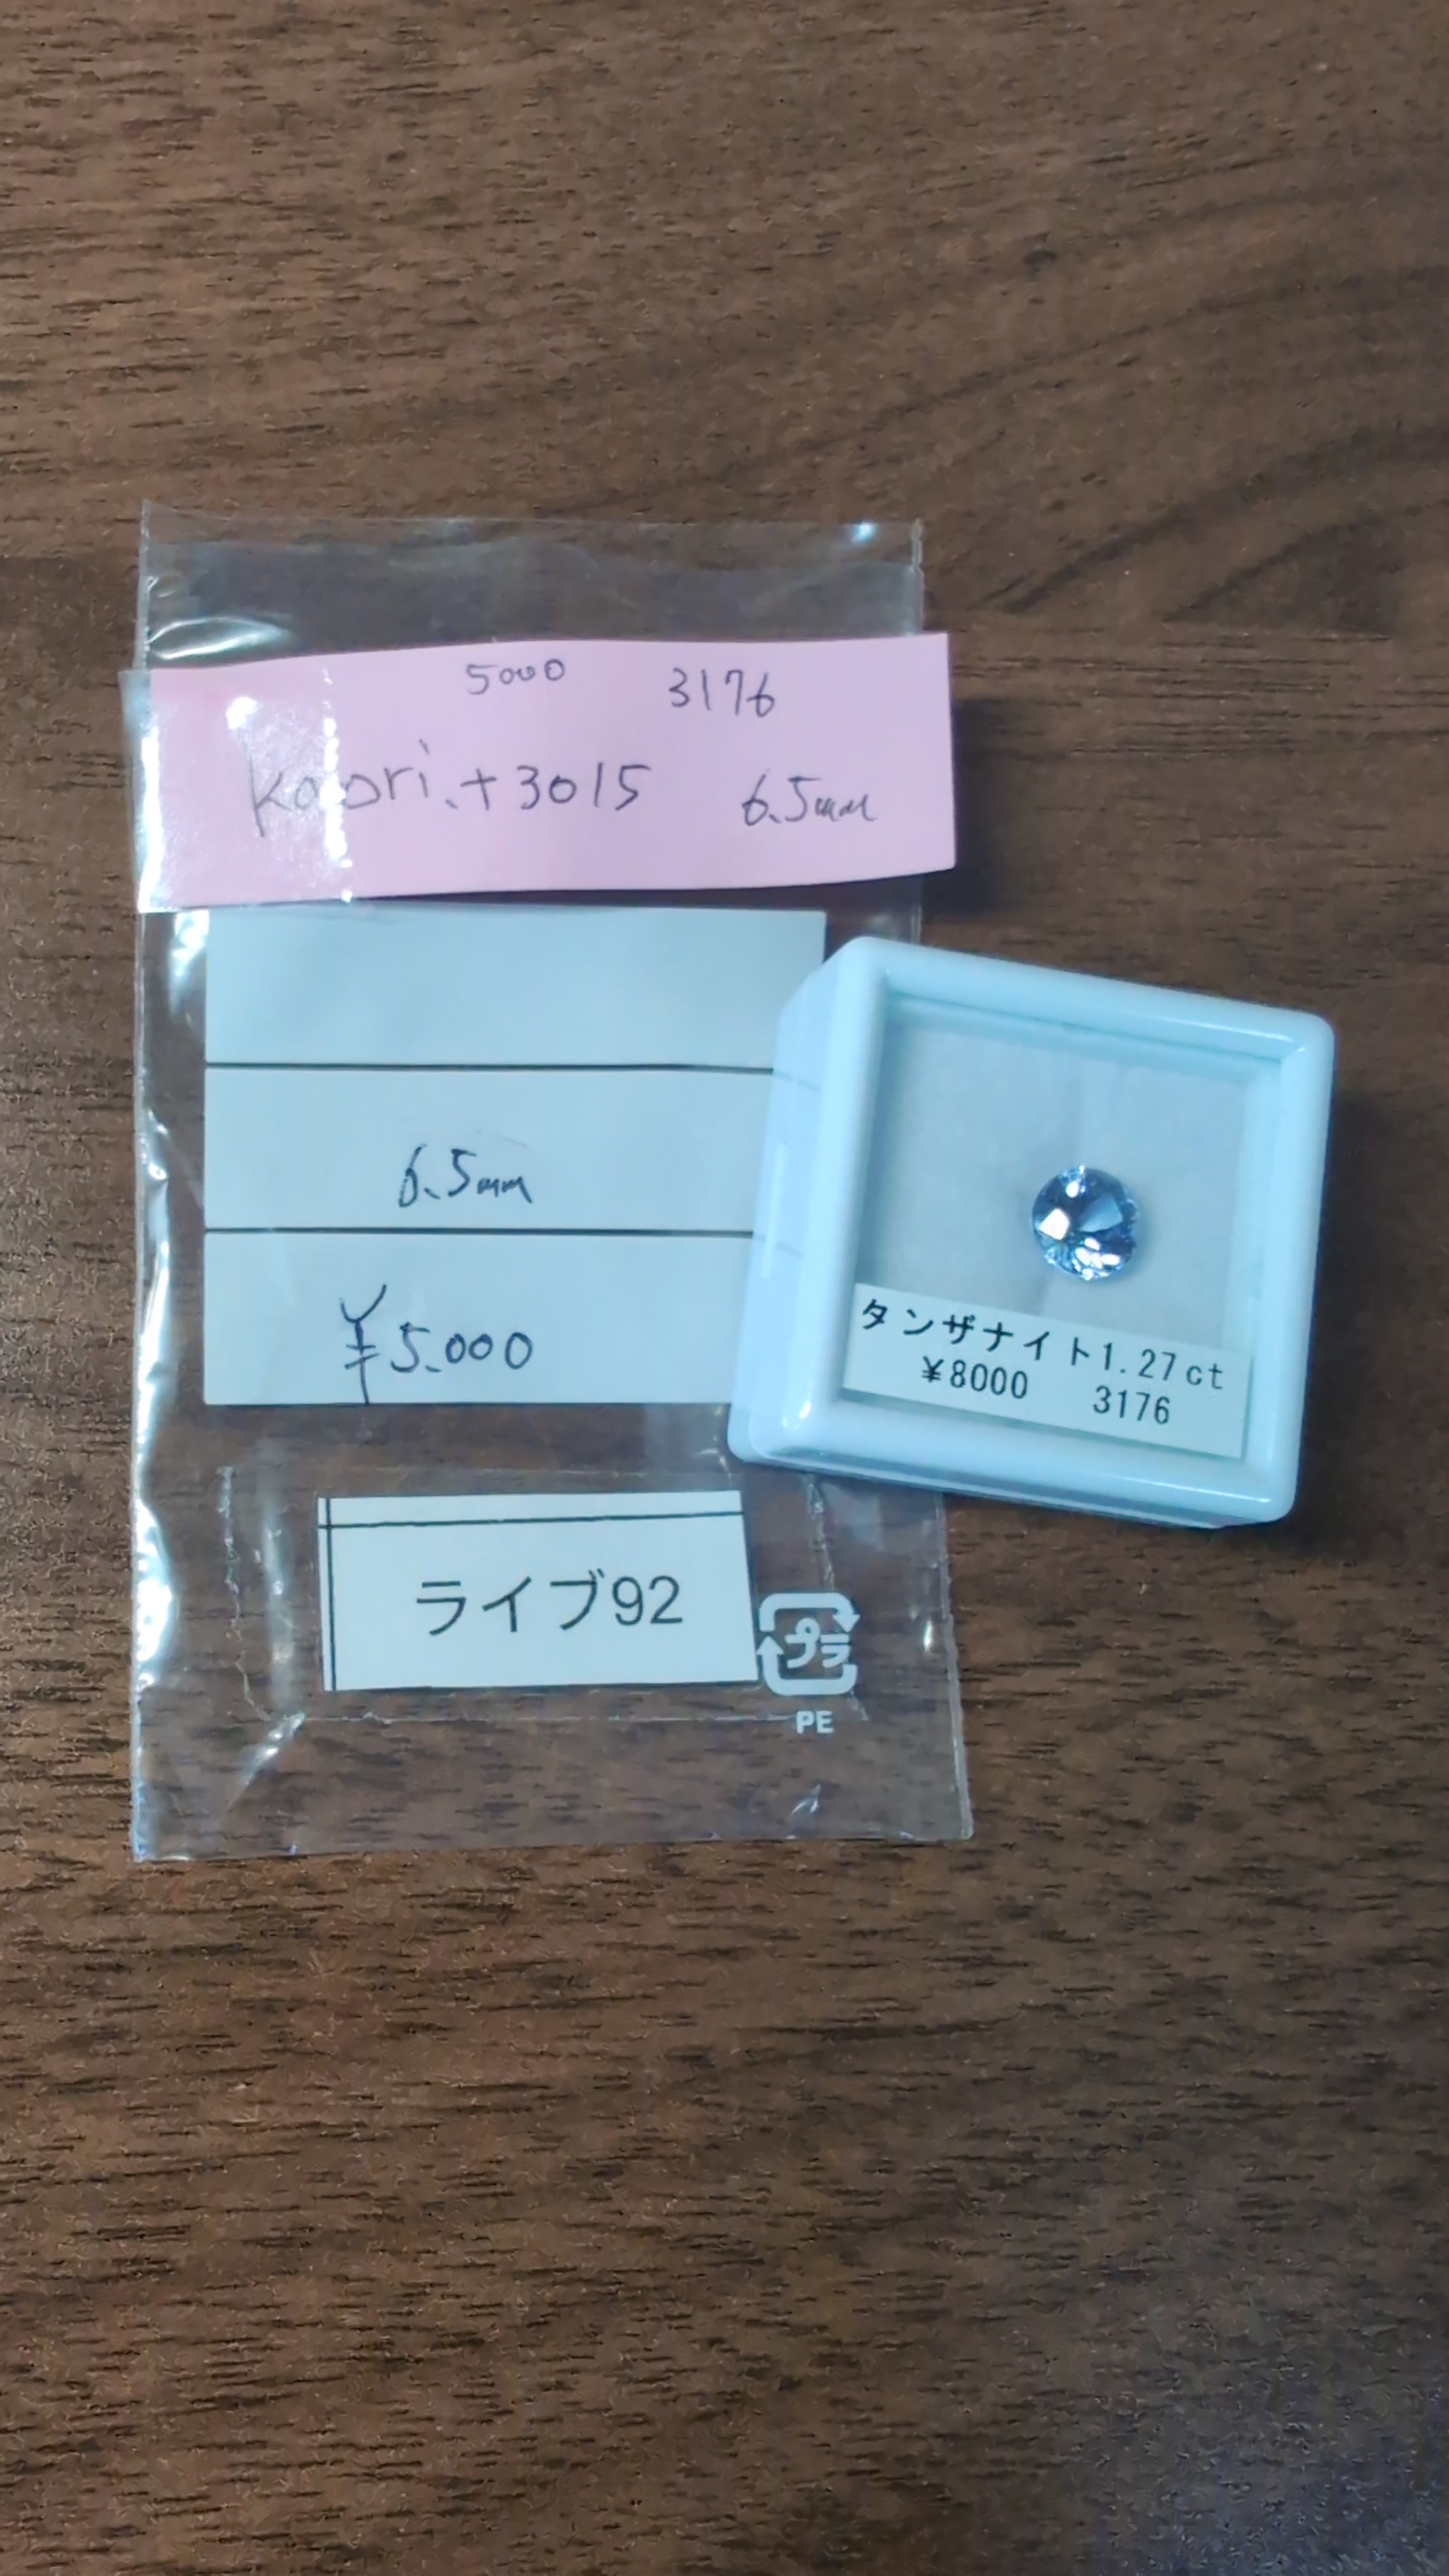 5000 3176
kaori.t3015 6.5mm
6.5mm
¥5.000
タンザナイト1.27ct
¥8000 3176
ライブ92
プラ
PE